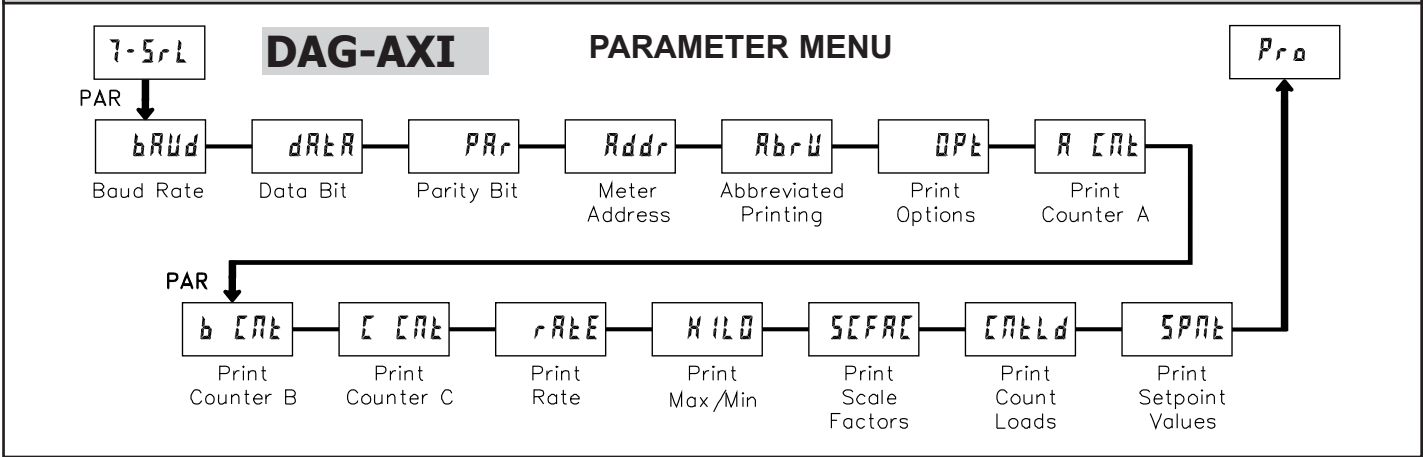 7-SrL
DAG-AXI
PARAMETER MENU
Pro
PAR
bAUd
dAtA
PAr
Addr
AbrU
OPt
A Cnt
Baud Rate
Data Bit
Parity Bit
Meter
Address
Abbreviated
Printing
Print
Options
Print
Counter A
PAR
b Cnt
C Cnt
rAtE
HILO
SCFAC
CntLd
SPnt
Print
Counter B
Print
Counter C
Print
Rate
Print
Max/Min
Print
Scale
Factors
Print
Count
Loads
Print
Setpoint
Values